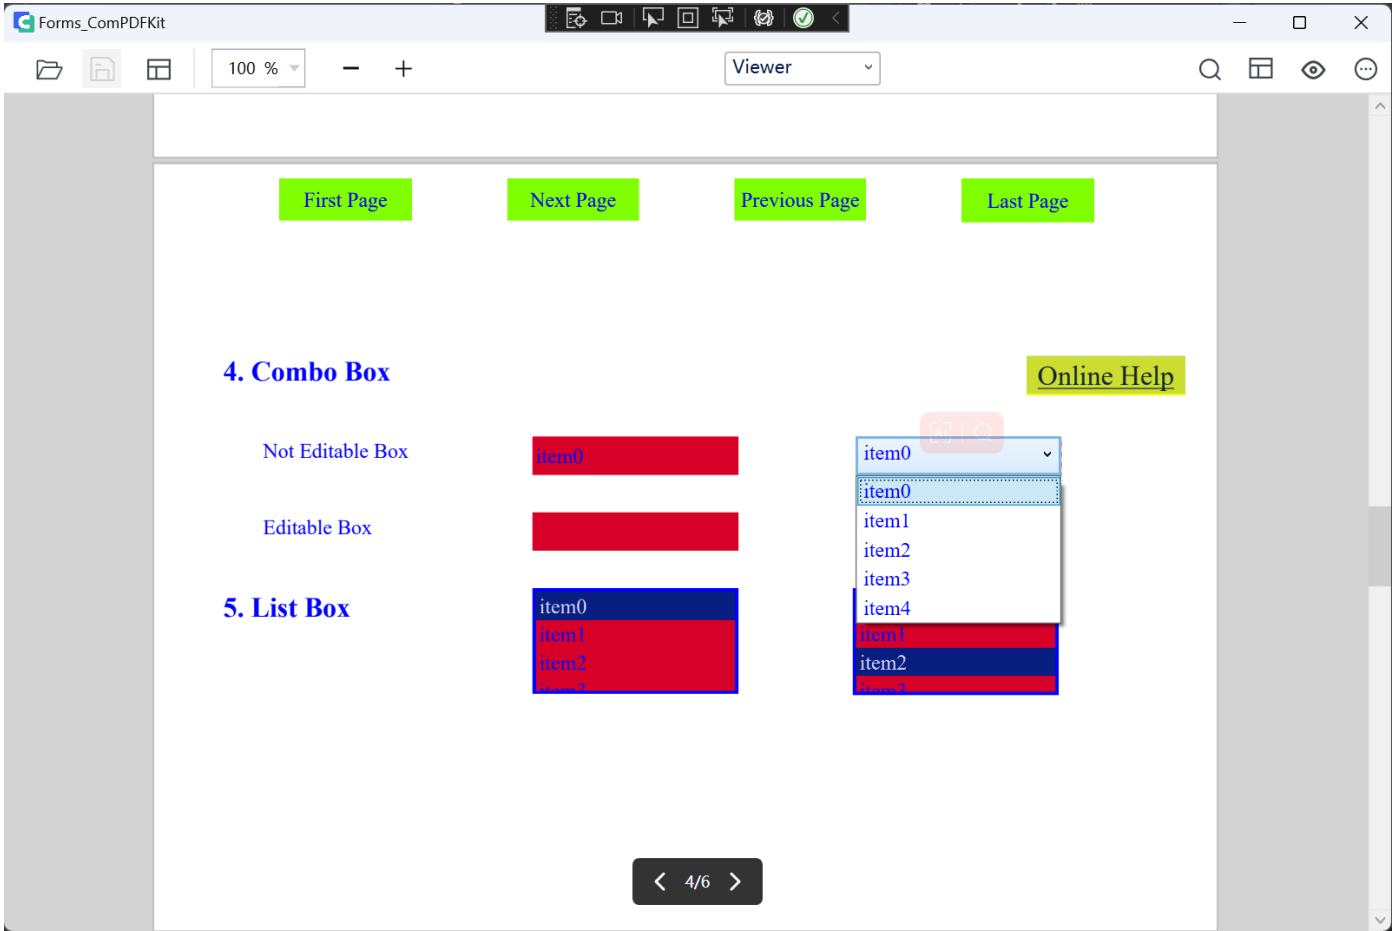 Forms_ComPDFKit
100 %
Viewer
First Page
Next Page
Previous Page
Last Page
4. Combo Box
Online Help
Not Editable Box
item0
item0
item0
item1
item2
item3
item4
Editable Box
5. List Box
item0
item1
item2
item3
item1
item2
item3
4/6